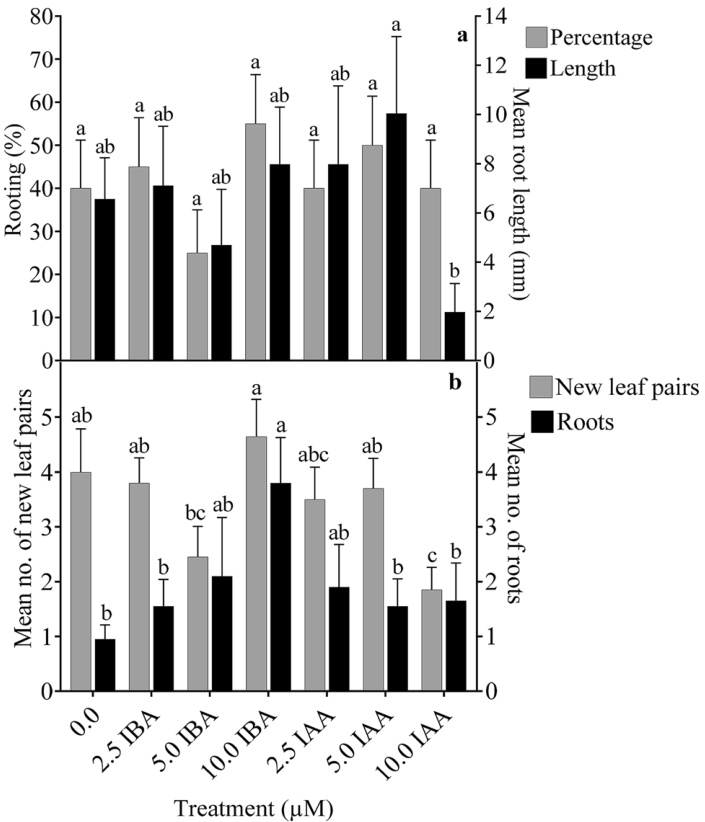 80
70
60
50
40
30
20
10
0
Rooting (%)
a ab a ab a ab a ab a ab a a a b
a
14
12
10
8
6
4
2
0
Mean root length (mm)
Percentage
Length
5
4
3
2
1
0
Mean no. of new leaf pairs
ab b ab b bc ab a a abc ab ab b c b
b
5
4
3
2
1
0
Mean no. of roots
New leaf pairs
Roots
0.0
2.5 IBA
5.0 IBA
10.0 IBA
2.5 IAA
5.0 IAA
10.0 IAA
Treatment (µM)